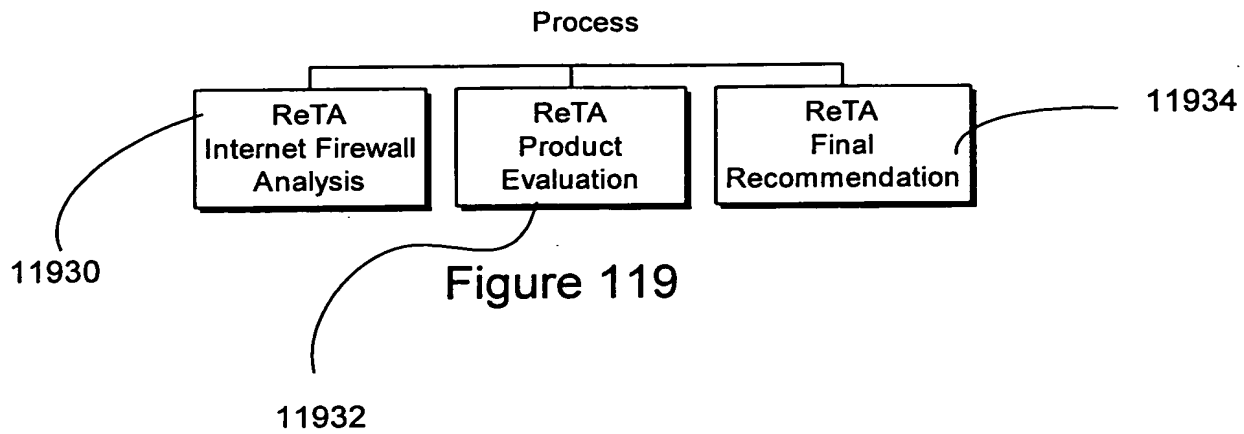 Process
ReTA
Internet Firewall
Analysis
ReTA
Product
Evaluation
ReTA
Final
Recommendation
11934
11930
Figure 119
11932